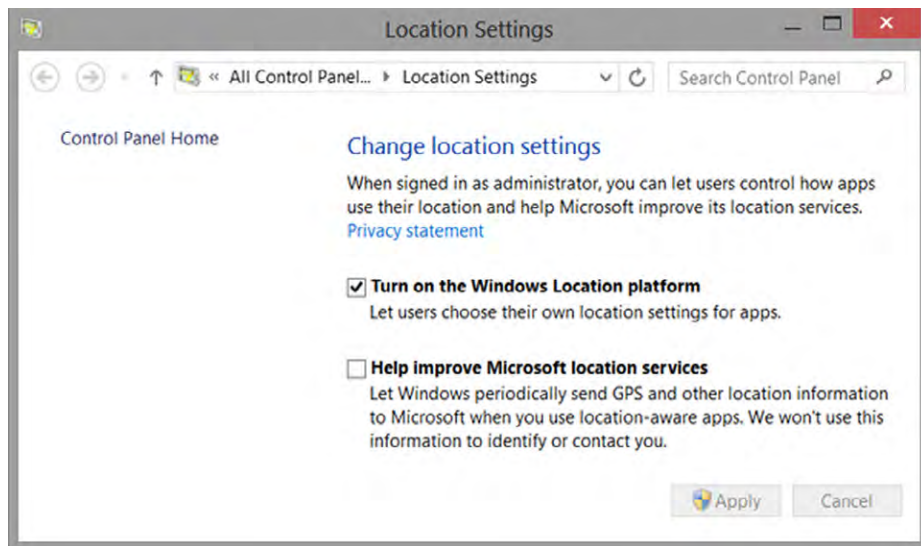 Location Settings
« All Control Panel... Location Settings
Search Control Panel
Control Panel Home
Change location settings
When signed in as administrator, you can let users control how apps
use their location and help Microsoft improve its location services.
Privacy statement
Turn on the Windows Location platform
Let users choose their own location settings for apps.
Help improve Microsoft location services
Let Windows periodically send GPS and other location information
to Microsoft when you use location-aware apps. We won't use this
information to identify or contact you.
Apply Cancel